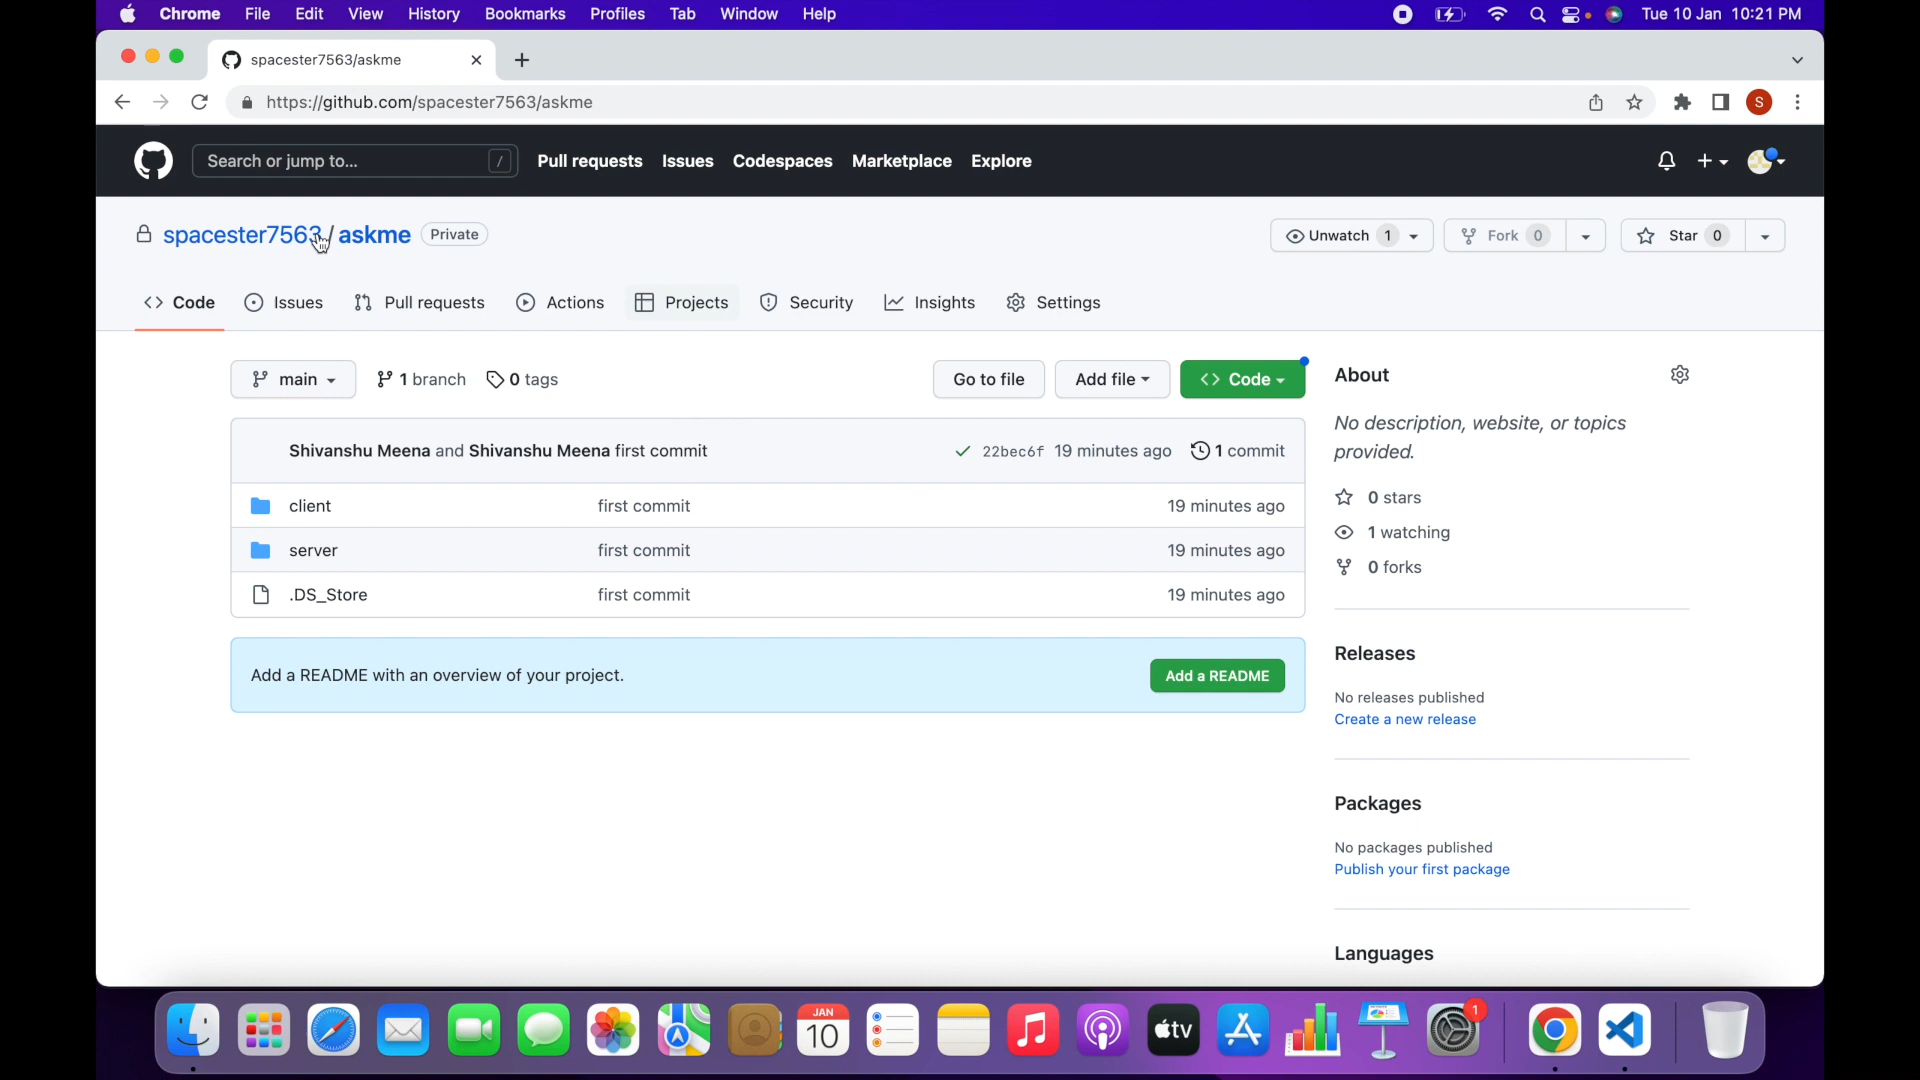 Chrome File Edit View History Bookmarks Profiles Tab Window Help Tue 10 Jan 10:21 PM
spacester7563/askme
https://github.com/spacester7563/askme S
Search or jump to... / Pull requests Issues Codespaces Marketplace Explore
spacester7563/askme Private Unwatch 1 Fork 0 Star 0
Code Issues Pull requests Actions Projects Security Insights Settings
main 1 branch 0 tags Go to file Add file Code
About
No description, website, or topics
provided.
Shivanshu Meena and Shivanshu Meena first commit 22bec6f 19 minutes ago 1 commit
client first commit 19 minutes ago
server first commit 19 minutes ago
.DS_Store first commit 19 minutes ago
0 stars
1 watching
0 forks
Add a README with an overview of your project. Add a README
Releases
No releases published
Create a new release
Packages
No packages published
Publish your first package
Languages
JAN
10
tv
1